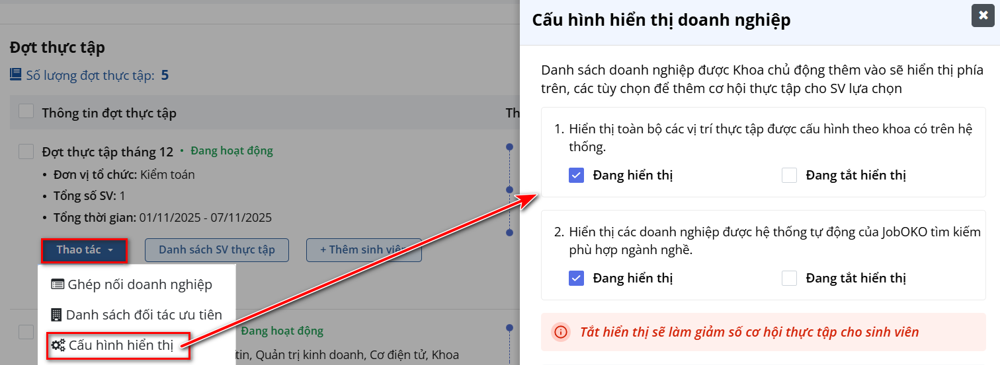 Đợt thực tập
Số lượng đợt thực tập: 5
Thông tin đợt thực tập
Th
Đợt thực tập tháng 12 • Đang hoạt động
• Đơn vị tổ chức: Kiểm toán
• Tổng số SV: 1
• Tổng thời gian: 01/11/2025 - 07/11/2025
Thao tác
Danh sách SV thực tập
+ Thêm sinh viên
Ghép nối doanh nghiệp
Danh sách đối tác ưu tiên
Cấu hình hiển thị
Đang hoạt động
tin, Quản trị kinh doanh, Cơ điện tử, Khoa
Cấu hình hiển thị doanh nghiệp
Danh sách doanh nghiệp được Khoa chủ động thêm vào sẽ hiển thị phía
trên, các tùy chọn để thêm cơ hội thực tập cho SV lựa chọn
1. Hiển thị toàn bộ các vị trí thực tập được cấu hình theo khoa có trên hệ
thống.
Đang hiển thị
Đang tắt hiển thị
2. Hiển thị các doanh nghiệp được hệ thống tự động của JobOKO tìm kiếm
phù hợp ngành nghề.
Đang hiển thị
Đang tắt hiển thị
Tắt hiển thị sẽ làm giảm số cơ hội thực tập cho sinh viên